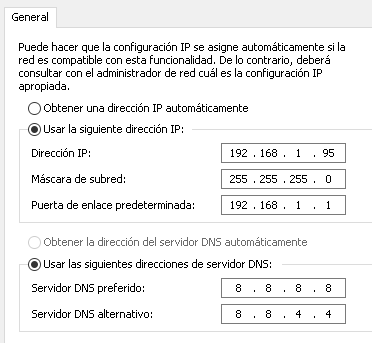 General
Puede hacer que la configuración IP se asigne automáticamente si la
red es compatible con esta funcionalidad. De lo contrario, deberá
consultar con el administrador de red cuál es la configuración IP
apropiada.
Obtener una dirección IP automáticamente
Usar la siguiente dirección IP:
Dirección IP: 192 . 168 . 1 . 95
Máscara de subred: 255 . 255 . 255 . 0
Puerta de enlace predeterminada: 192 . 168 . 1 . 1
Obtener la dirección del servidor DNS automáticamente
Usar las siguientes direcciones de servidor DNS:
Servidor DNS preferido: 8 . 8 . 8 . 8
Servidor DNS alternativo: 8 . 8 . 4 . 4